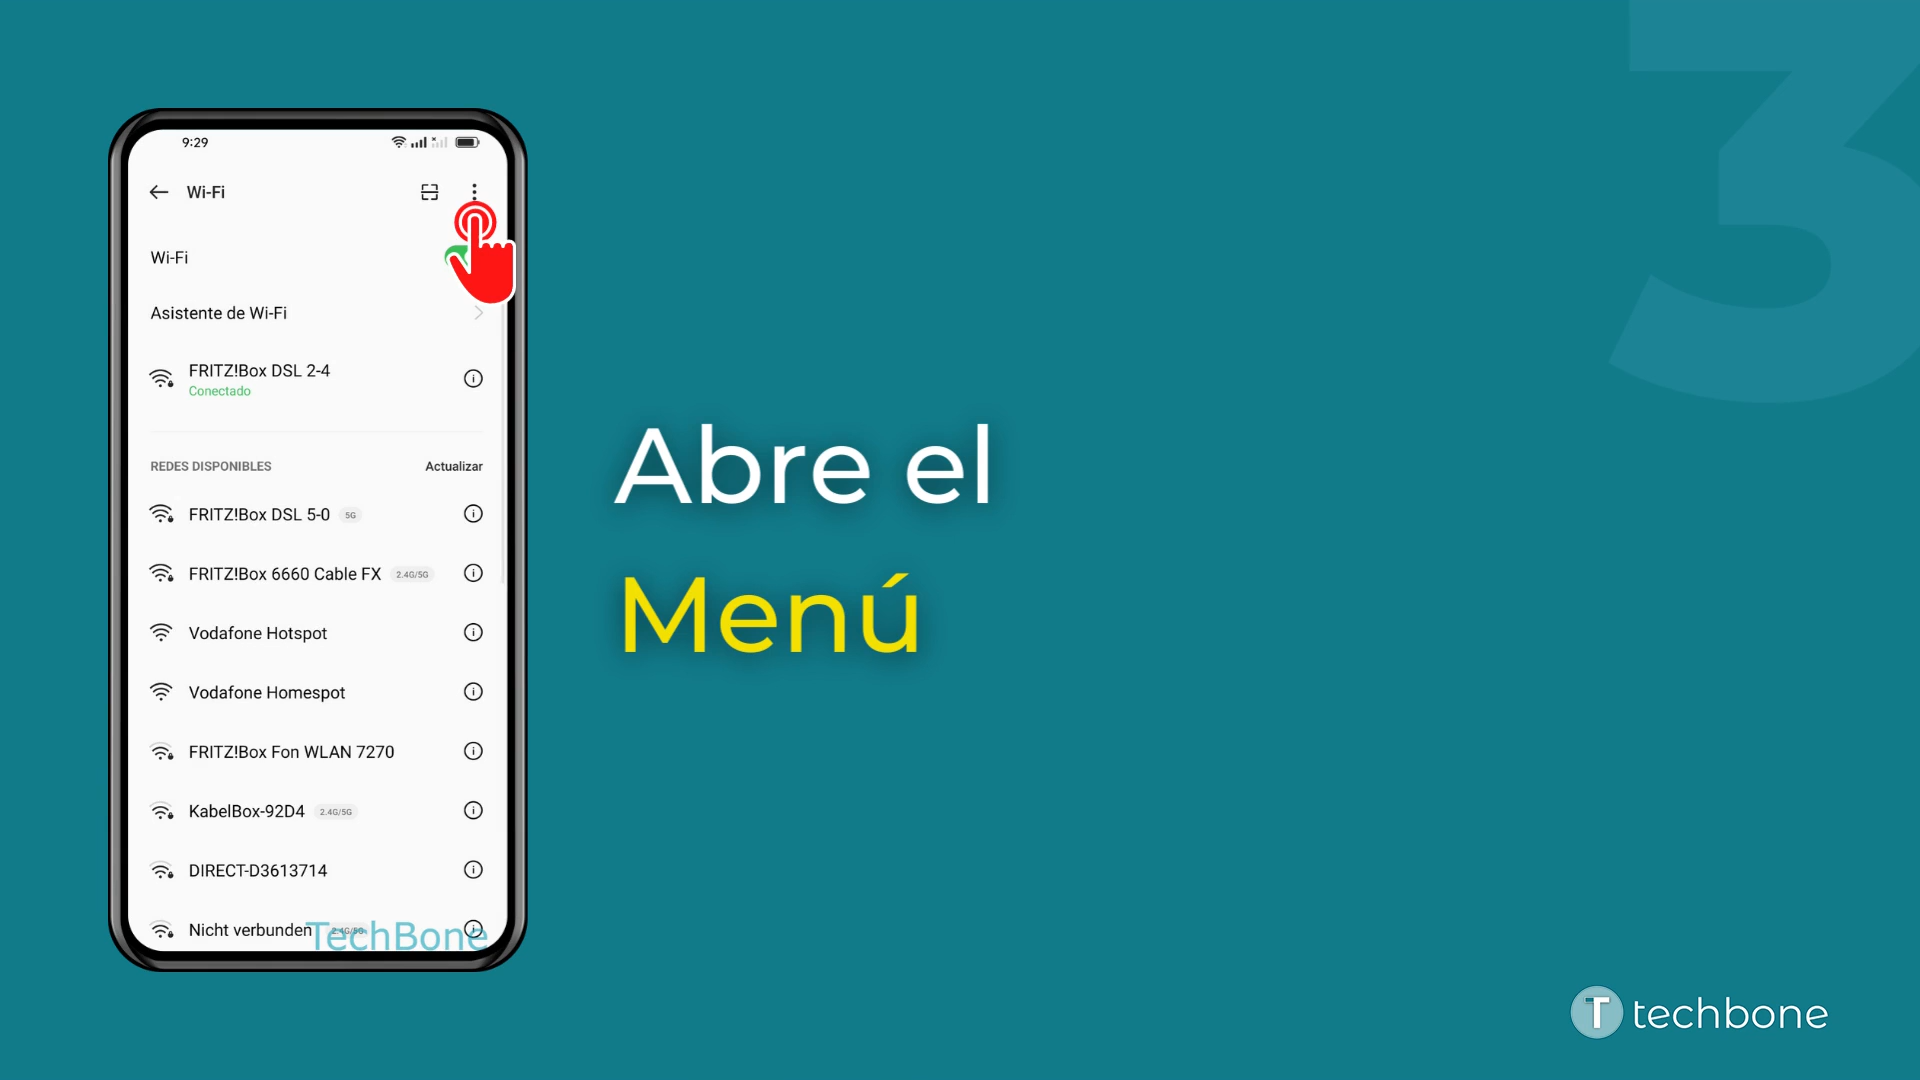 3
9:29
Wi-Fi
Wi-Fi
Asistente de Wi-Fi
FRITZ!Box DSL 2-4
Conectado
REDES DISPONIBLES Actualizar
FRITZ!Box DSL 5-0 5G
FRITZ!Box 6660 Cable FX 2.4G/5G
Vodafone Hotspot
Vodafone Homespot
FRITZ!Box Fon WLAN 7270
KabelBox-92D4 2.4G/5G
DIRECT-D3613714
Nicht verbunden 2.4G/5G
TechBone
Abre el
Menú
T techbone